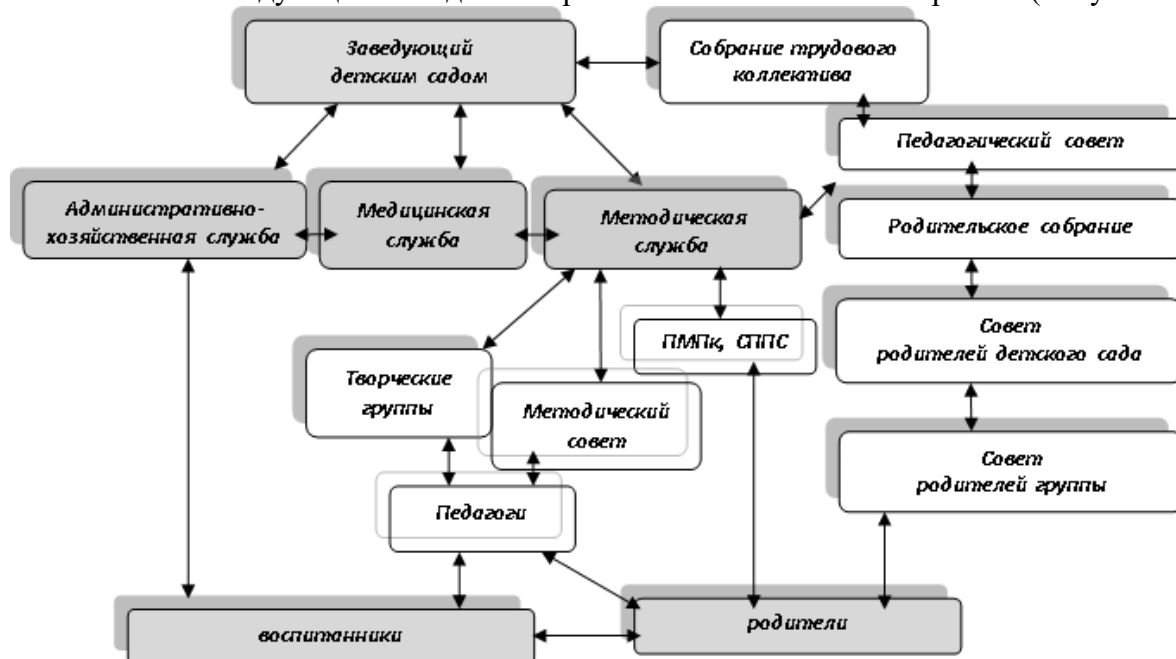 Заведующий
детским садом
Собрание трудового
коллектива
Педагогический совет
Административно-
хозяйственная служба
Медицинская
служба
Методическая
служба
Родительское собрание
ПМПк, СППС
Совет
родителей детского сада
Творческие
группы
Методический
совет
Совет
родителей группы
Педагоги
воспитанники
родители